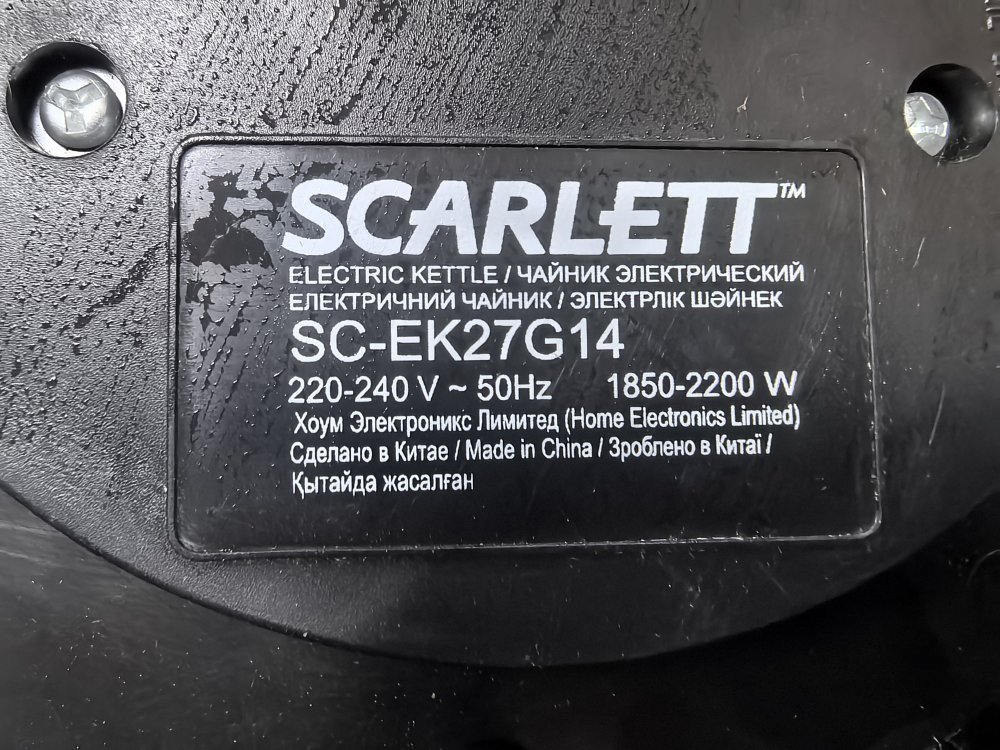 SCARLETT™
ELECTRIC KETTLE / ЧАЙНИК ЭЛЕКТРИЧЕСКИЙ
ЕЛЕКТРИЧНИЙ ЧАЙНИК / ЭЛЕКТРЛІК ШӘЙНЕК
SC-EK27G14
220-240 V ~ 50Hz 1850-2200 W
Хоум Электроникс Лимитед (Home Electronics Limited)
Сделано в Китае / Made in China / Зроблено в Китаї /
Қытайда жасалған